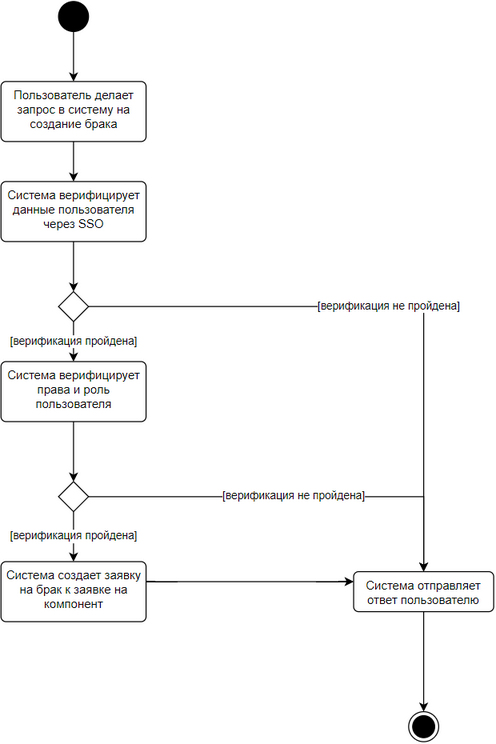 Пользователь делает
запрос в систему на
создание брака
Система верифицирует
данные пользователя
через SSO
[верификация не пройдена]
[верификация пройдена]
Система верифицирует
права и роль
пользователя
[верификация не пройдена]
[верификация пройдена]
Система создает заявку
на брак к заявке на
компонент
Система отправляет
ответ пользователю